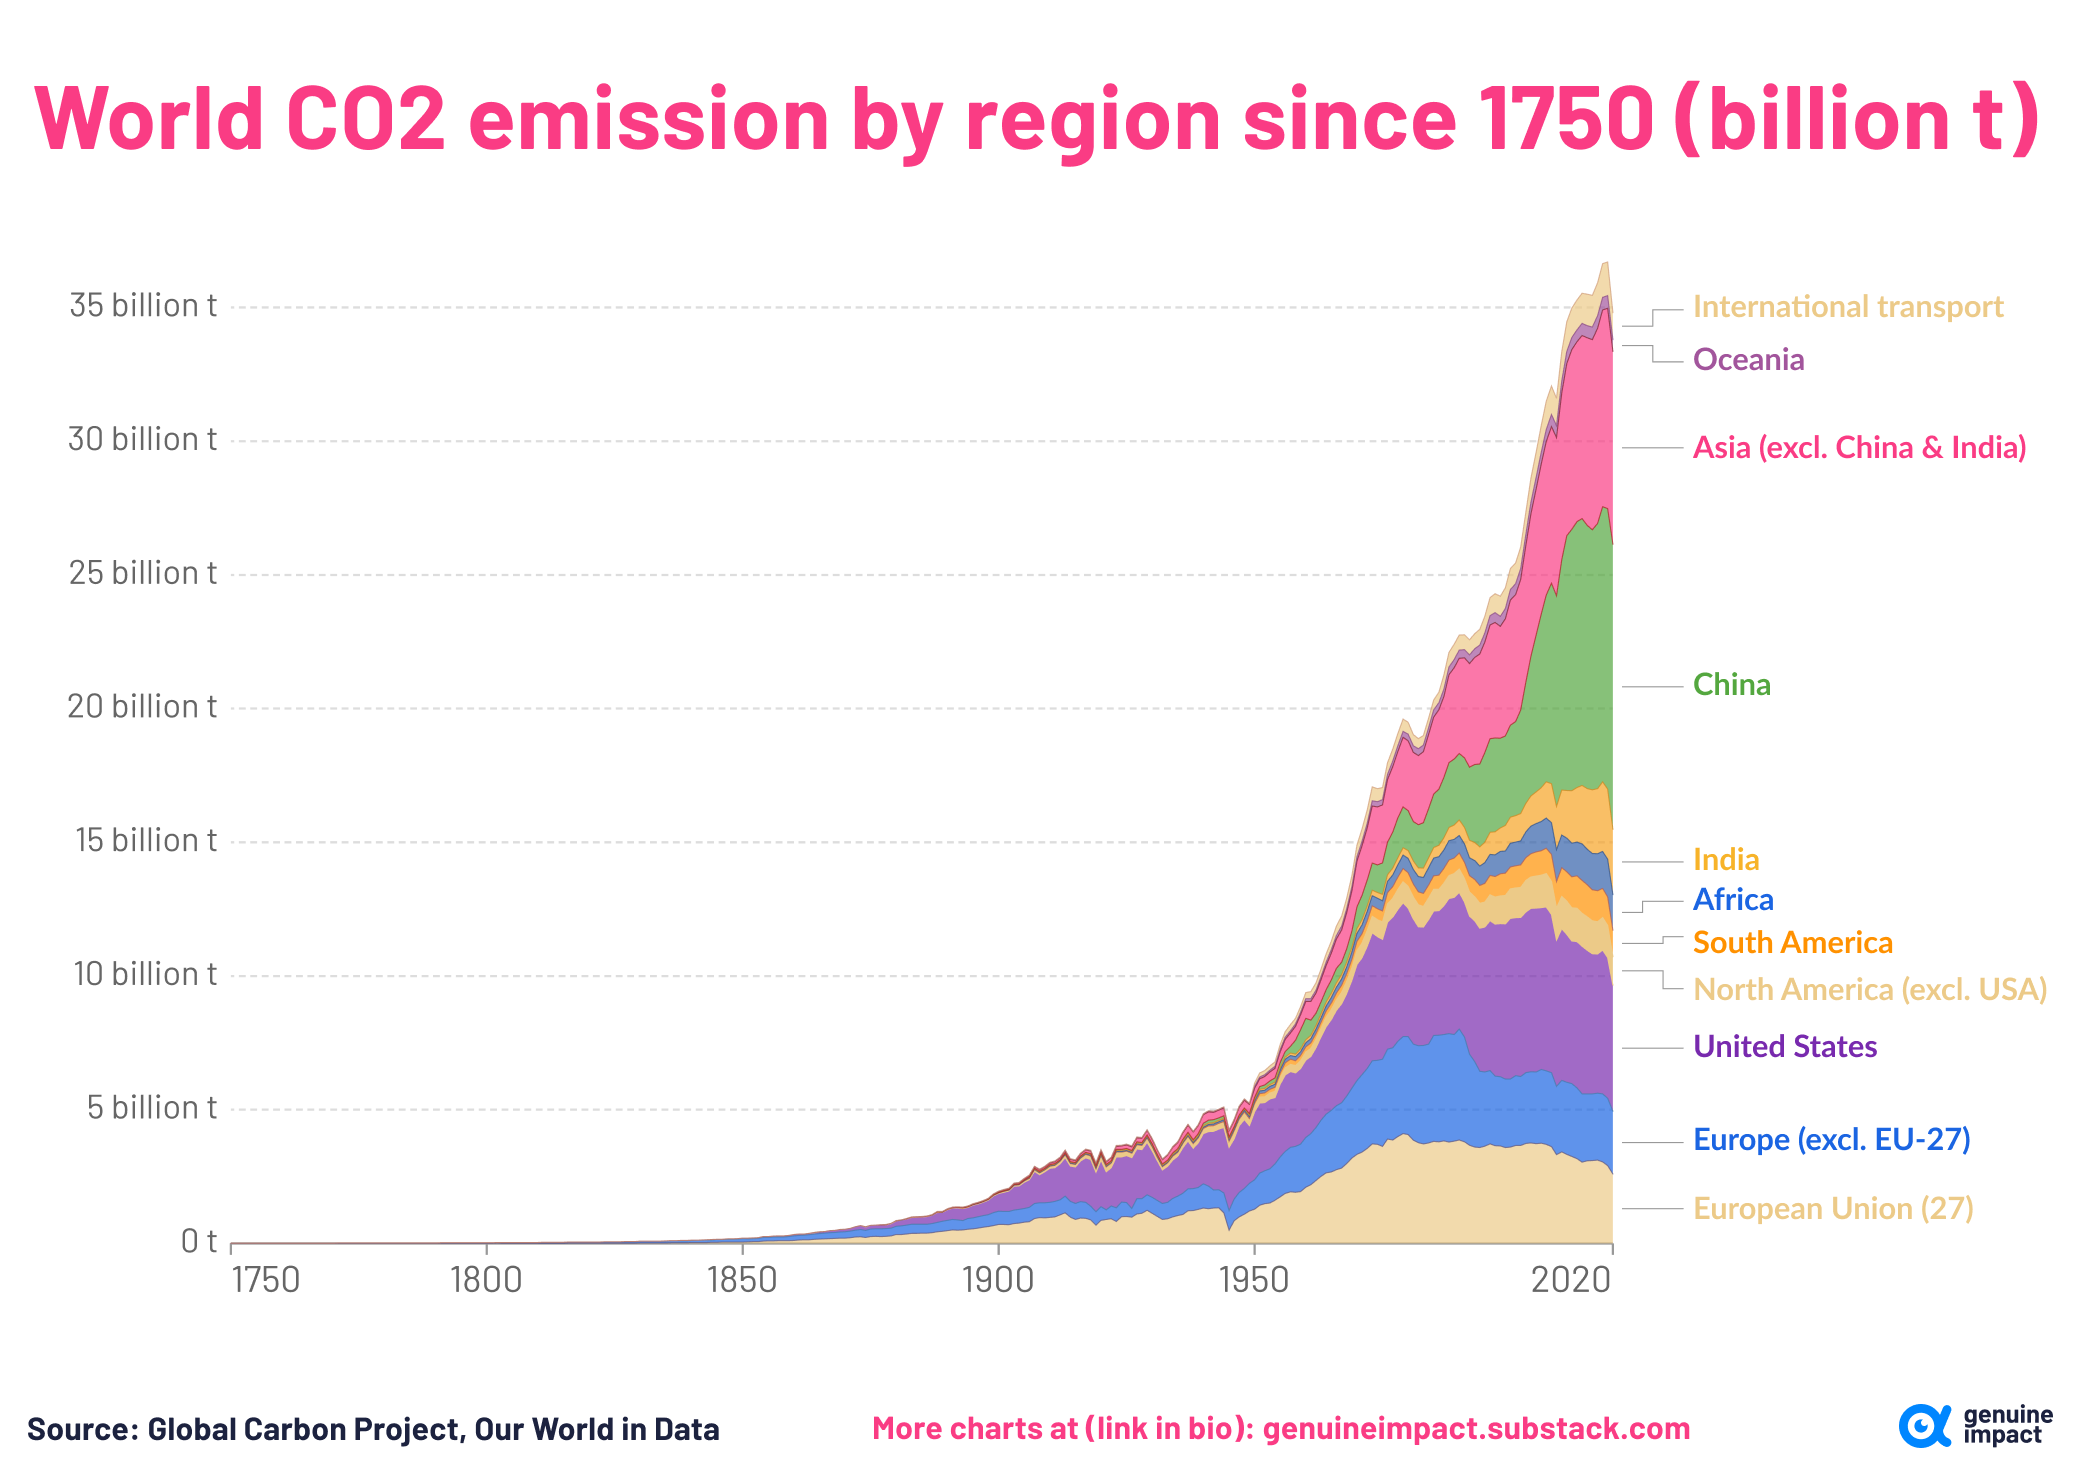 World CO2 emission by region since 1750 (billion t)
35 billion t
30 billion t
25 billion t
20 billion t
15 billion t
10 billion t
5 billion t
0 t
1750
1800
1850
1900
1950
2020
International transport
Oceania
Asia (excl. China & India)
China
India
Africa
South America
North America (excl. USA)
United States
Europe (excl. EU-27)
European Union (27)
Source: Global Carbon Project, Our World in Data
More charts at (link in bio): genuineimpact.substack.com
genuine
impact